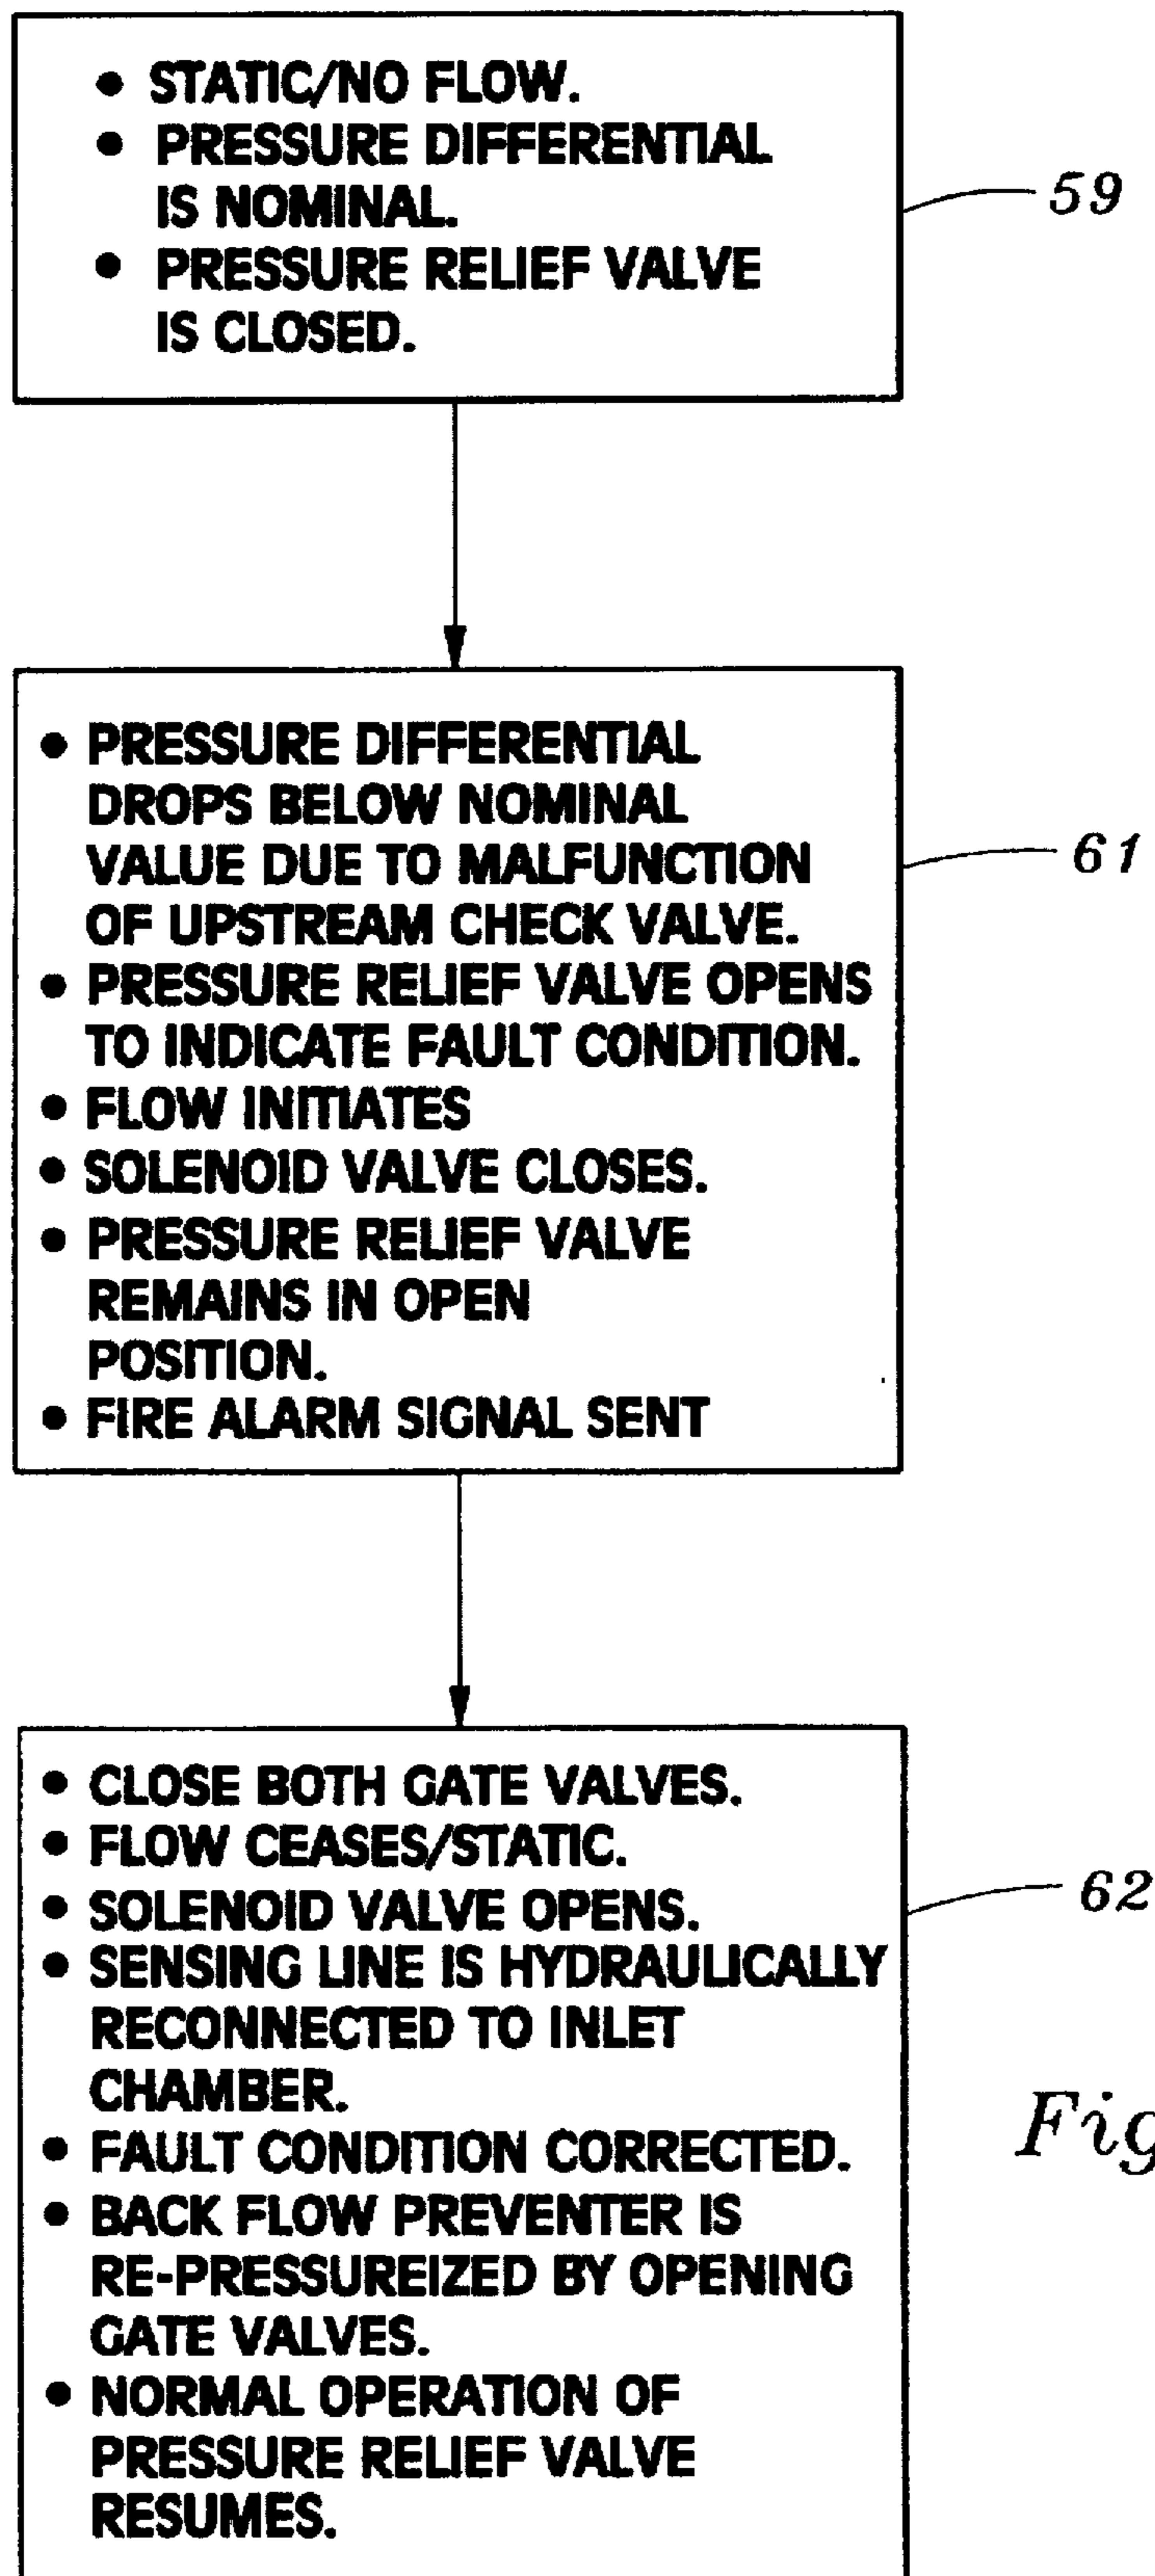 • STATIC/NO FLOW.
• PRESSURE DIFFERENTIAL
IS NOMINAL.
• PRESSURE RELIEF VALVE
IS CLOSED.
59
• PRESSURE DIFFERENTIAL
DROPS BELOW NOMINAL
VALUE DUE TO MALFUNCTION
OF UPSTREAM CHECK VALVE.
• PRESSURE RELIEF VALVE OPENS
TO INDICATE FAULT CONDITION.
• FLOW INITIATES
• SOLENOID VALVE CLOSES.
• PRESSURE RELIEF VALVE
REMAINS IN OPEN
POSITION.
• FIRE ALARM SIGNAL SENT
61
• CLOSE BOTH GATE VALVES.
• FLOW CEASES/STATIC.
• SOLENOID VALVE OPENS.
• SENSING LINE IS HYDRAULICALLY
RECONNECTED TO INLET
CHAMBER.
• FAULT CONDITION CORRECTED.
• BACK FLOW PREVENTER IS
RE-PRESSUREIZED BY OPENING
GATE VALVES.
• NORMAL OPERATION OF
PRESSURE RELIEF VALVE
RESUMES.
62
Fig